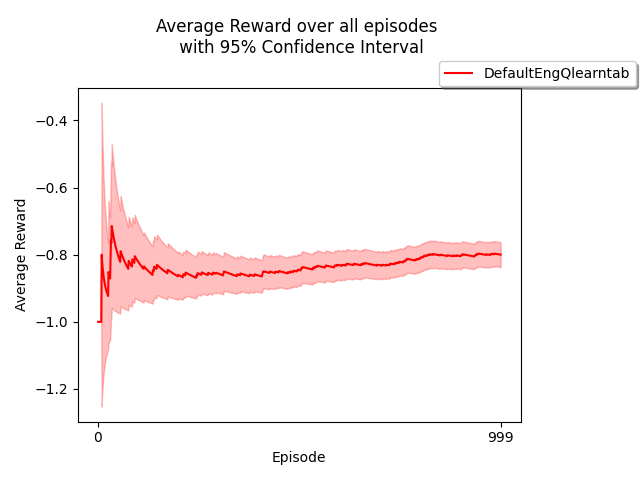 Average Reward over all episodes
with 95% Confidence Interval
DefaultEngQlearntab
−0.4
−0.6
−0.8
−1.0
−1.2
Average Reward
0
999
Episode